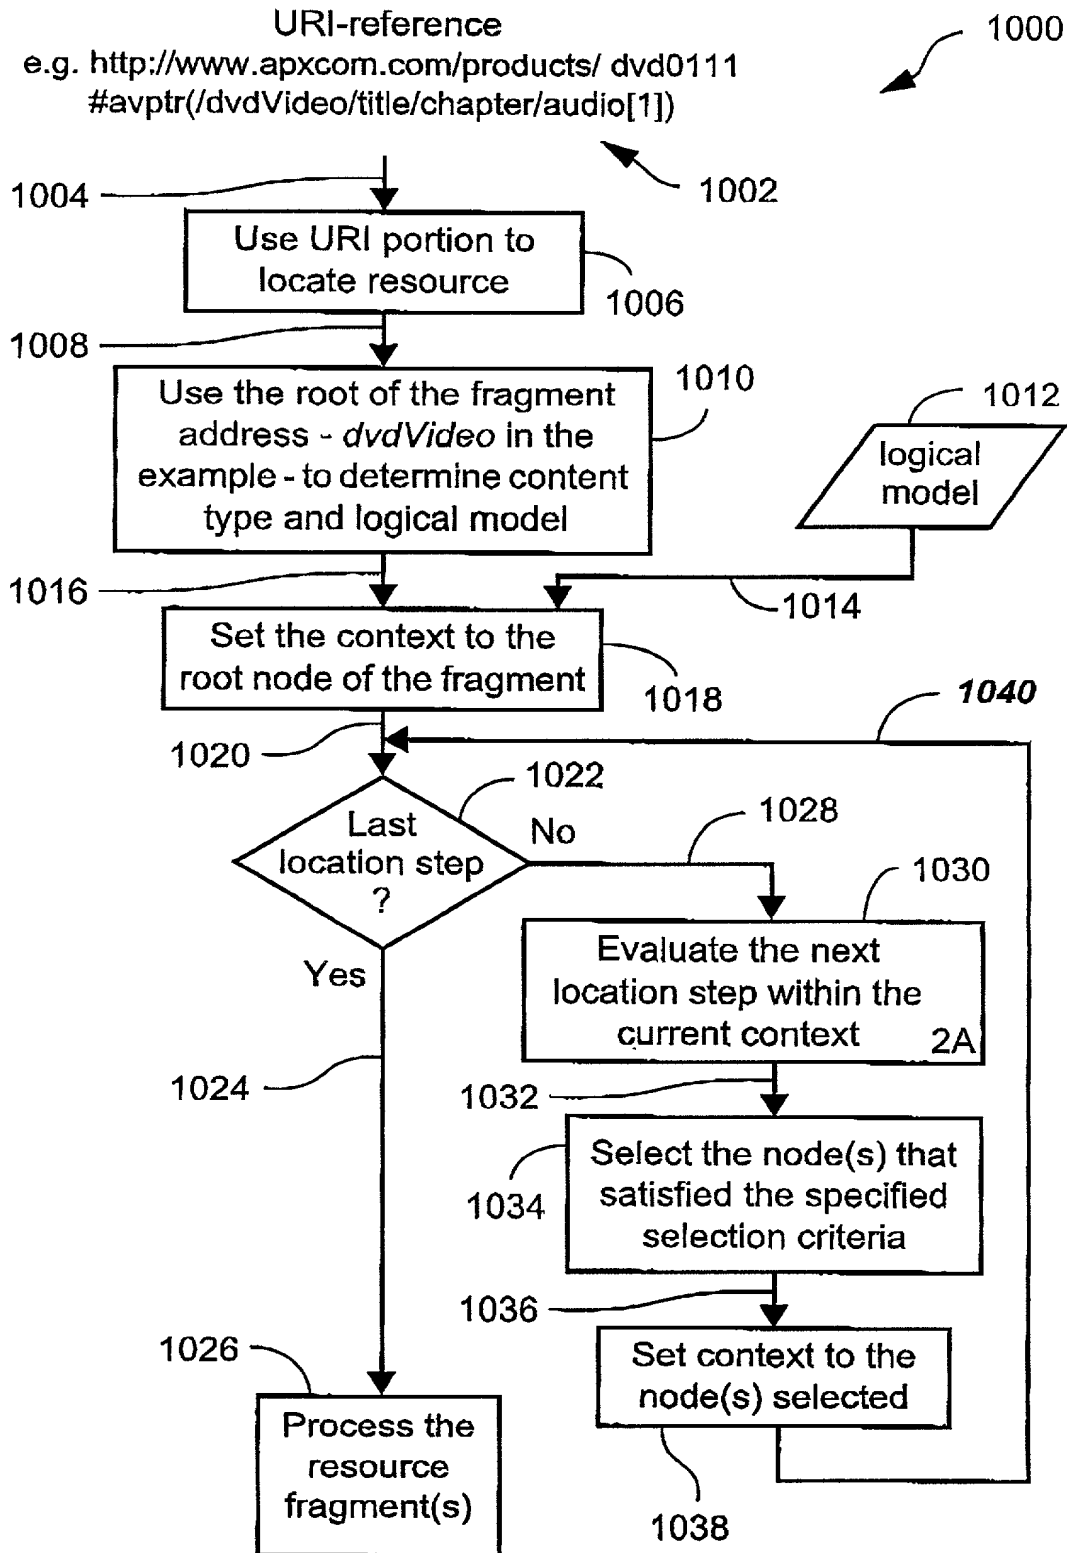 URI-reference
1000
e.g. http://www.apxcom.com/products/ dvd0111
#avptr(/dvdVideo/title/chapter/audio[1])
1002
1004
Use URI portion to
locate resource
1006
1008
Use the root of the fragment
address - dvdVideo in the
example - to determine content
type and logical model
1010
1012
logical
model
1014
1016
Set the context to the
root node of the fragment
1018
1020
1040
1022
Last
location step
?
No
1028
Yes
1030
Evaluate the next
location step within the
current context
2A
1024
1032
Select the node(s) that
satisfied the specified
selection criteria
1034
1036
Set context to the
node(s) selected
1038
1026
Process the
resource
fragment(s)